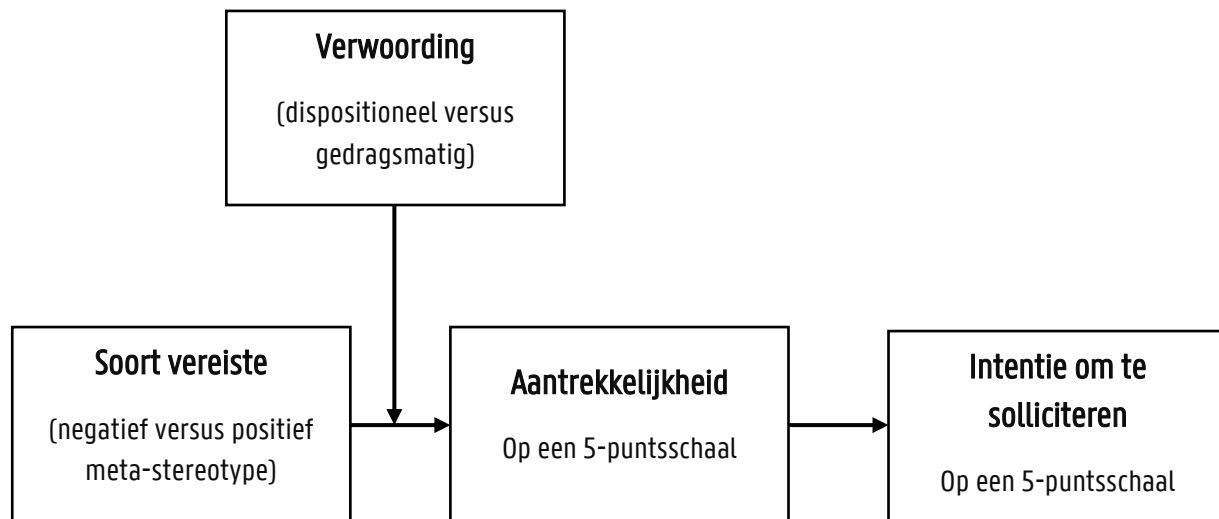 Verwoording
(dispositioneel versus
gedragsmatig)
Soort vereiste
(negatief versus positief
meta-stereotype)
Aantrekkelijkheid
Op een 5-puntsschaal
Intentie om te
solliciteren
Op een 5-puntsschaal